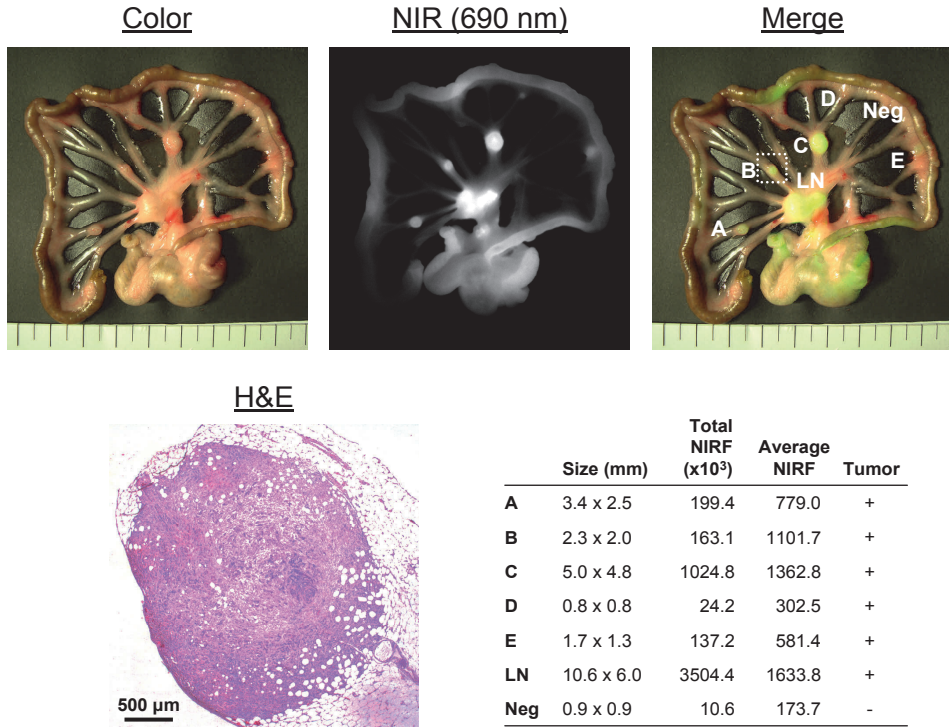 Color
NIR (690 nm)
Merge
D
Neg
C
E
B
LN
A
H&E
500 µm
Total
NIRF
Average
Size (mm) (x10³) NIRF Tumor
A 3.4 x 2.5 199.4 779.0 +
B 2.3 x 2.0 163.1 1101.7 +
C 5.0 x 4.8 1024.8 1362.8 +
D 0.8 x 0.8 24.2 302.5 +
E 1.7 x 1.3 137.2 581.4 +
LN 10.6 x 6.0 3504.4 1633.8 +
Neg 0.9 x 0.9 10.6 173.7 -